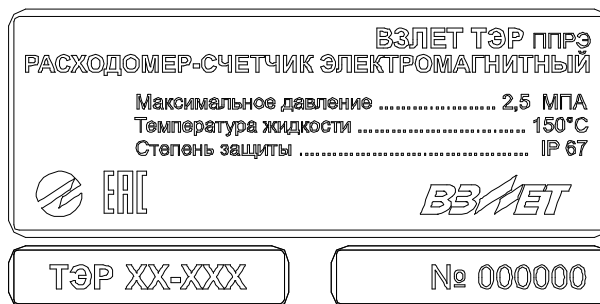 ВЗЛЕТ ТЭР ППРЭ
РАСХОДОМЕР-СЧЕТЧИК ЭЛЕКТРОМАГНИТНЫЙ
Максимальное давление ...................... 2,5 МПА
Температура жидкости ................................ 150°С
Степень защиты ........................................... IP 67
ЕАС ВЗЛЕТ
ТЭР ХХ-ХХХ
№ 000000